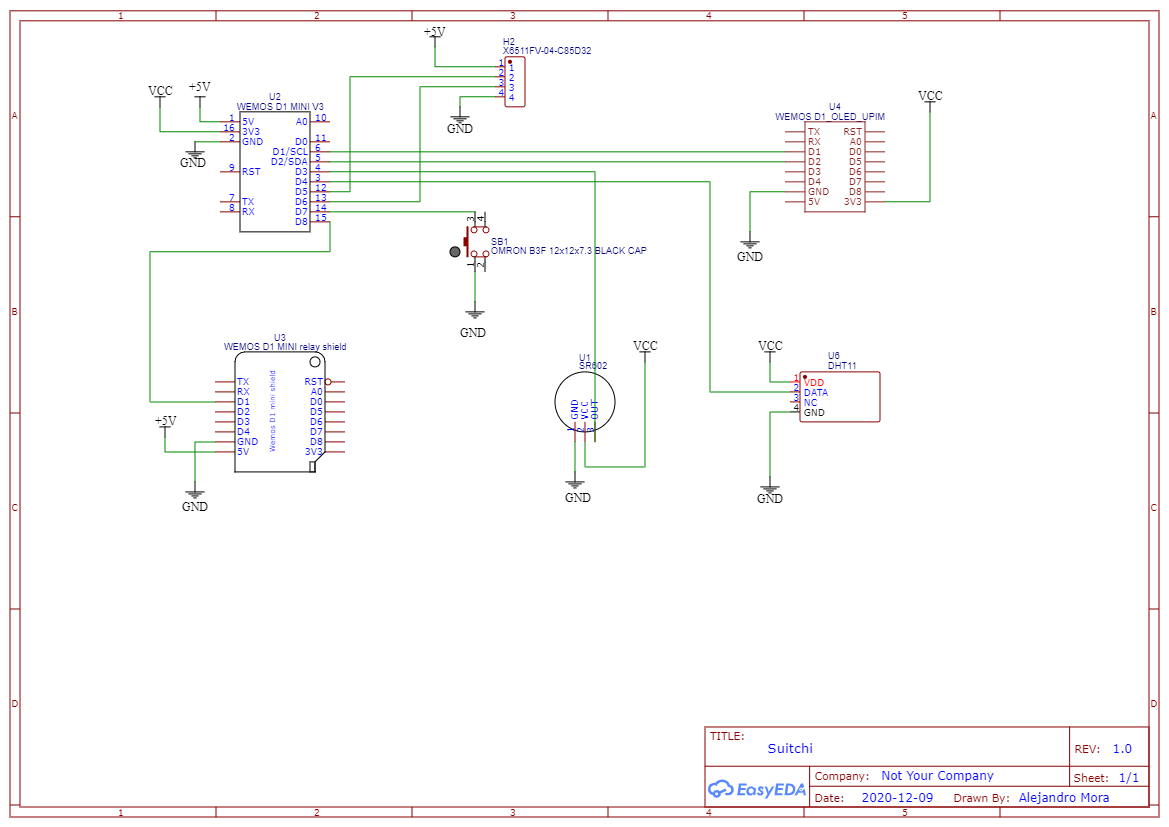 1 2 3 4 5
A A
B B
C C
D D
+5V
H2
X6511FV-04-C85D32
1 1
2 2
3 3
4 4
GND
VCC
+5V
U2
WEMOS D1 MINI V3
1 5V A0 10
16 3V3
2 GND D0 11
D1/SCL 6
D2/SDA 5
9 RST D3 4
D4 3
D5 12
7 TX D6 13
8 RX D7 14
D8 15
GND
VCC
U4
WEMOS D1_OLED_UPIM
TX RST
RX A0
D1 D0
D2 D5
D3 D6
D4 D7
GND D8
5V 3V3
GND
3 4
SB1
OMRON B3F 12x12x7.3 BLACK CAP
1 2
GND
U3
WEMOS D1 MINI relay shield
Wemos D1 mini shield
TX RST
RX A0
D1 D0
D2 D5
D3 D6
D4 D7
GND D8
5V 3V3
+5V
GND
U1
SR602
GND
VCC
OUT
1 2 3
VCC
GND
VCC
U6
DHT11
1 VDD
2 DATA
3 NC
4 GND
GND
TITLE:
Suitchi
REV: 1.0
EasyEDA
Company: Not Your Company
Sheet: 1/1
Date: 2020-12-09 Drawn By: Alejandro Mora
1 2 3 4 5